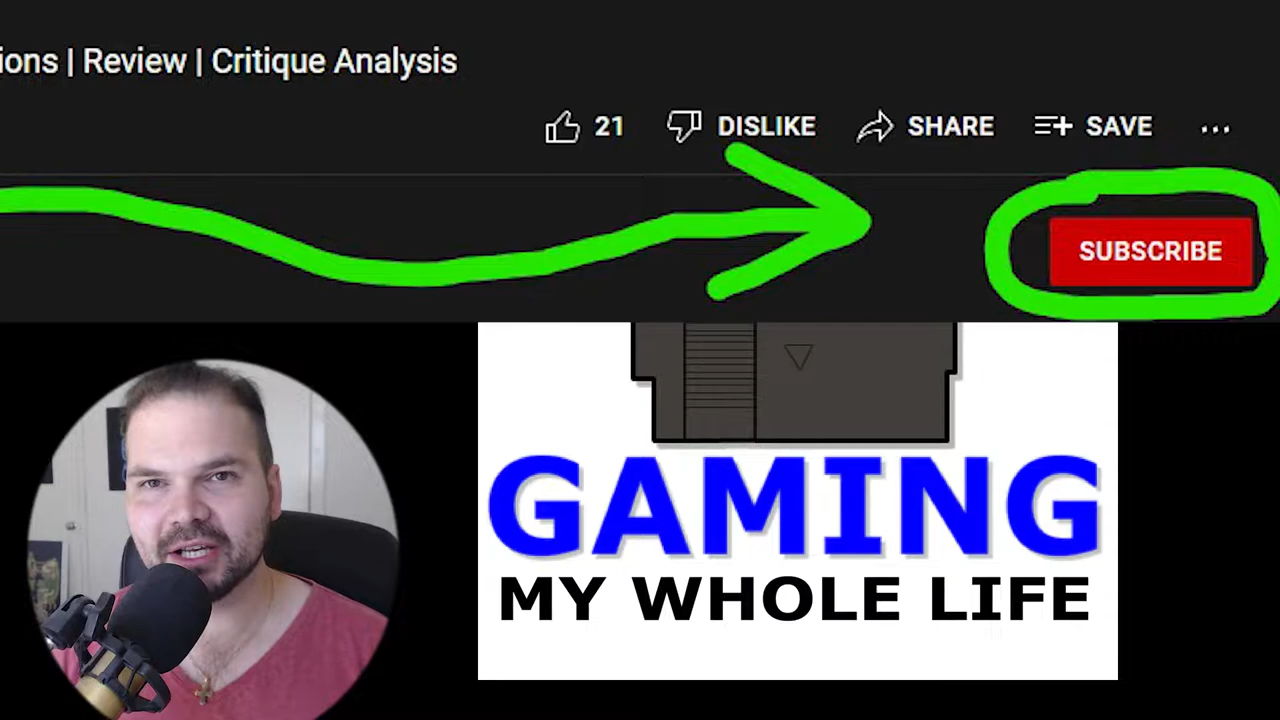 ions | Review | Critique Analysis
21 DISLIKE SHARE SAVE ...
SUBSCRIBE
GAMING
MY WHOLE LIFE